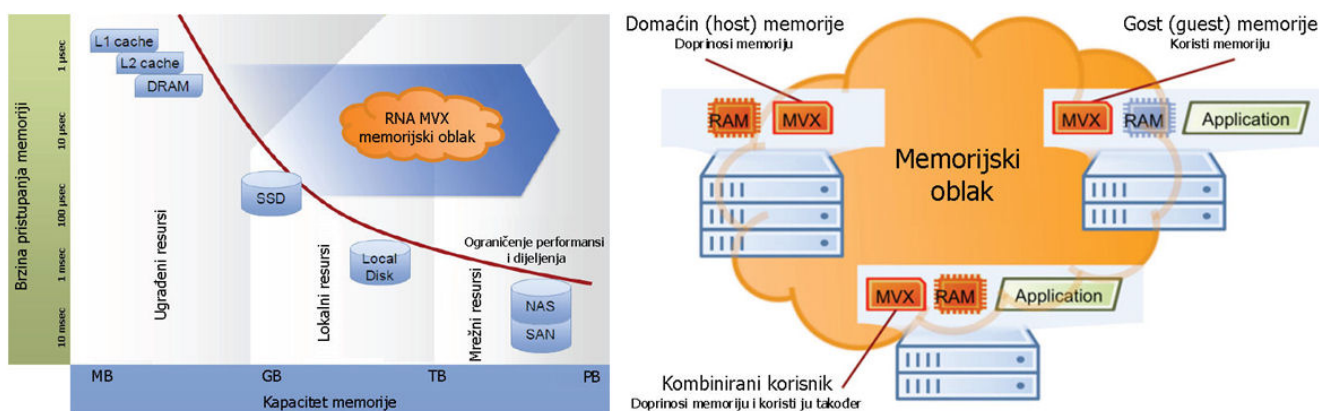 Brzina pristupanja memoriji
1 µsec
10 µsec
100 µsec
1 msec
10 msec
L1 cache
L2 cache
DRAM
RNA MVX
memorijski oblak
SSD
Local
Disk
NAS
SAN
Ograničenje performansi
i dijeljenja
Ugrađeni resursi
Lokalni resursi
Mrežni resursi
MB
GB
TB
PB
Kapacitet memorije
Domaćin (host) memorije
Doprinosi memoriju
Gost (guest) memorije
Koristi memoriju
RAM
MVX
MVX
RAM
Application
Memorijski
oblak
MVX
RAM
Application
Kombinirani korisnik
Doprinosi memoriju i koristi ju također